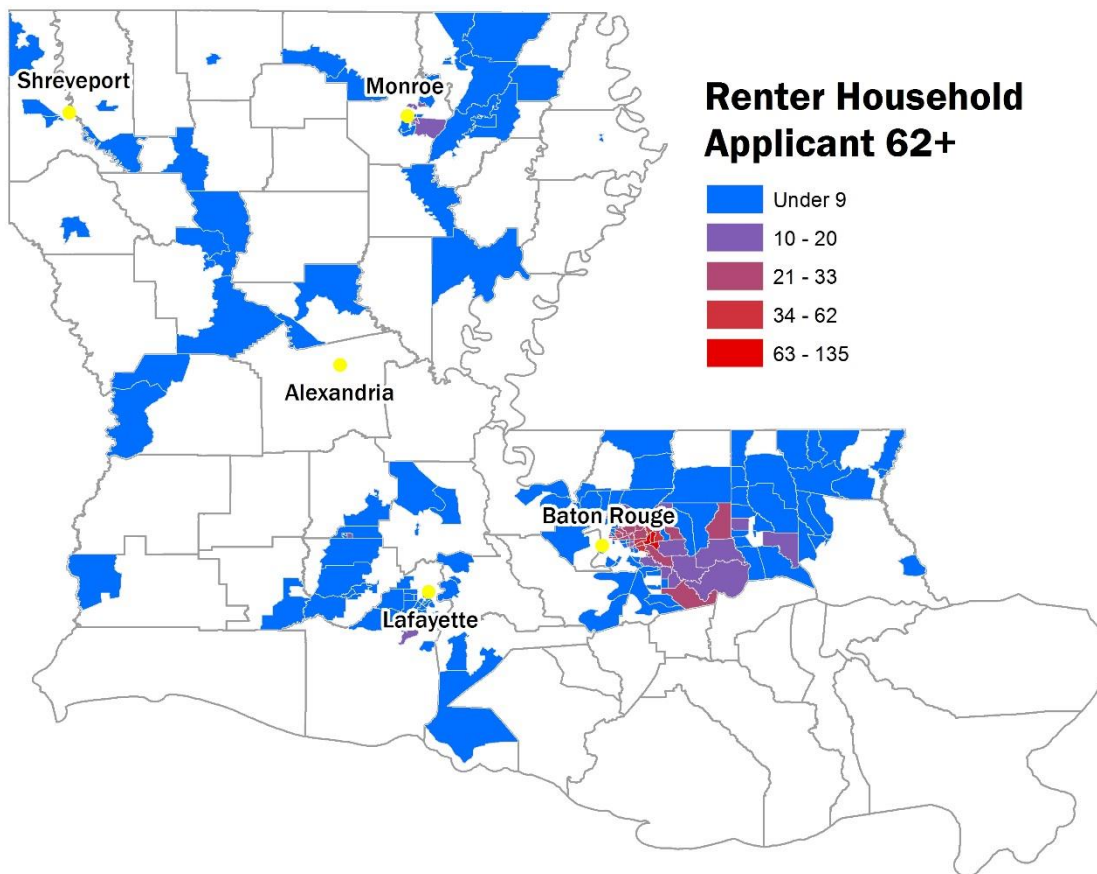 Shreveport
Monroe
Renter Household
Applicant 62+
Under 9
10 - 20
21 - 33
34 - 62
63 - 135
Alexandria
Baton Rouge
Lafayette